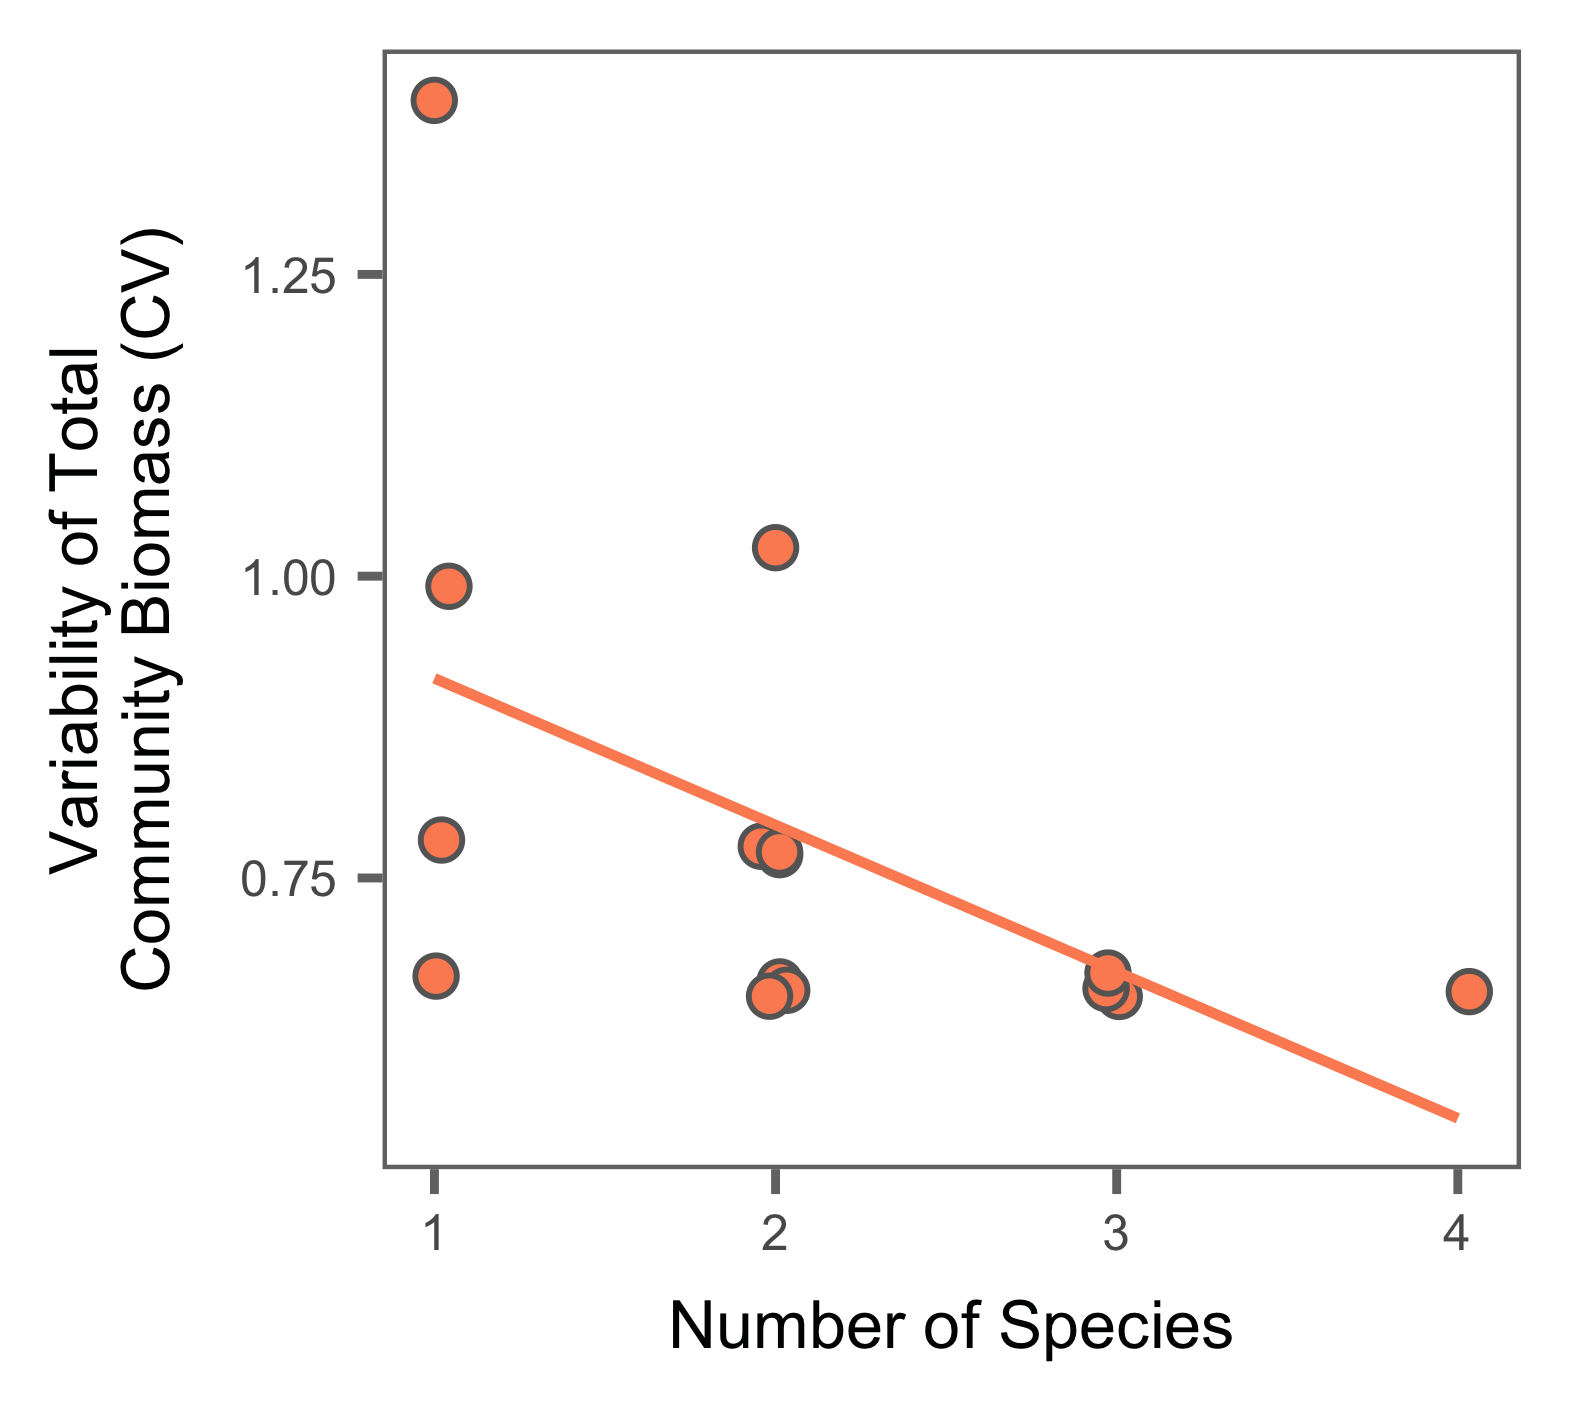 Variability of Total
Community Biomass (CV)
1.25
1.00
0.75
1
2
3
4
Number of Species